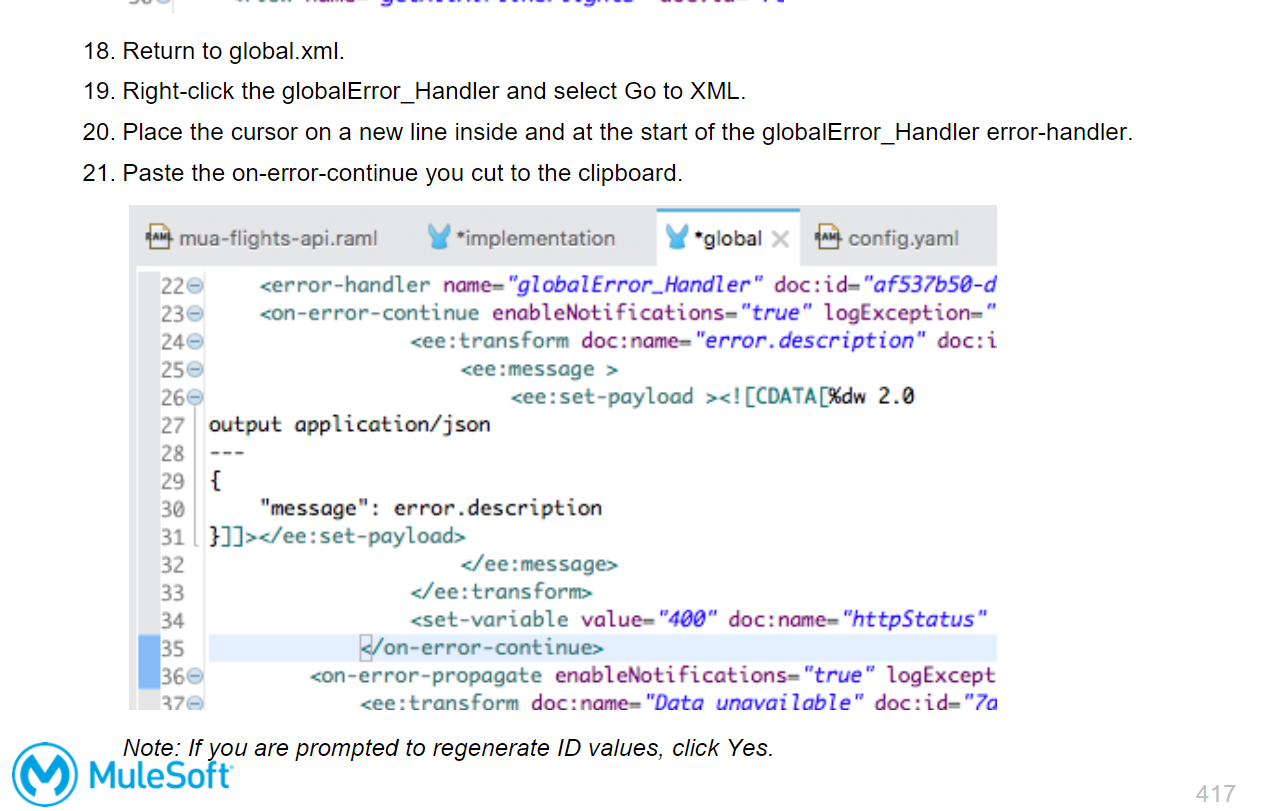 18. Return to global.xml.
19. Right-click the globalError_Handler and select Go to XML.
20. Place the cursor on a new line inside and at the start of the globalError_Handler error-handler.
21. Paste the on-error-continue you cut to the clipboard.
RAML mua-flights-api.raml *implementation *global RAML config.yaml
22 <error-handler name="globalError_Handler" doc:id="af537b50-d
23 <on-error-continue enableNotifications="true" logException="
24 <ee:transform doc:name="error.description" doc:i
25 <ee:message >
26 <ee:set-payload ><![CDATA[%dw 2.0
27 output application/json
28 ---
29 {
30 "message": error.description
31 }]]></ee:set-payload>
32 </ee:message>
33 </ee:transform>
34 <set-variable value="400" doc:name="httpStatus"
35 </on-error-continue>
36 <on-error-propagate enableNotifications="true" logExcept
37 <ee:transform doc:name="Data unavailable" doc:id="7a
Note: If you are prompted to regenerate ID values, click Yes.
MuleSoft
417